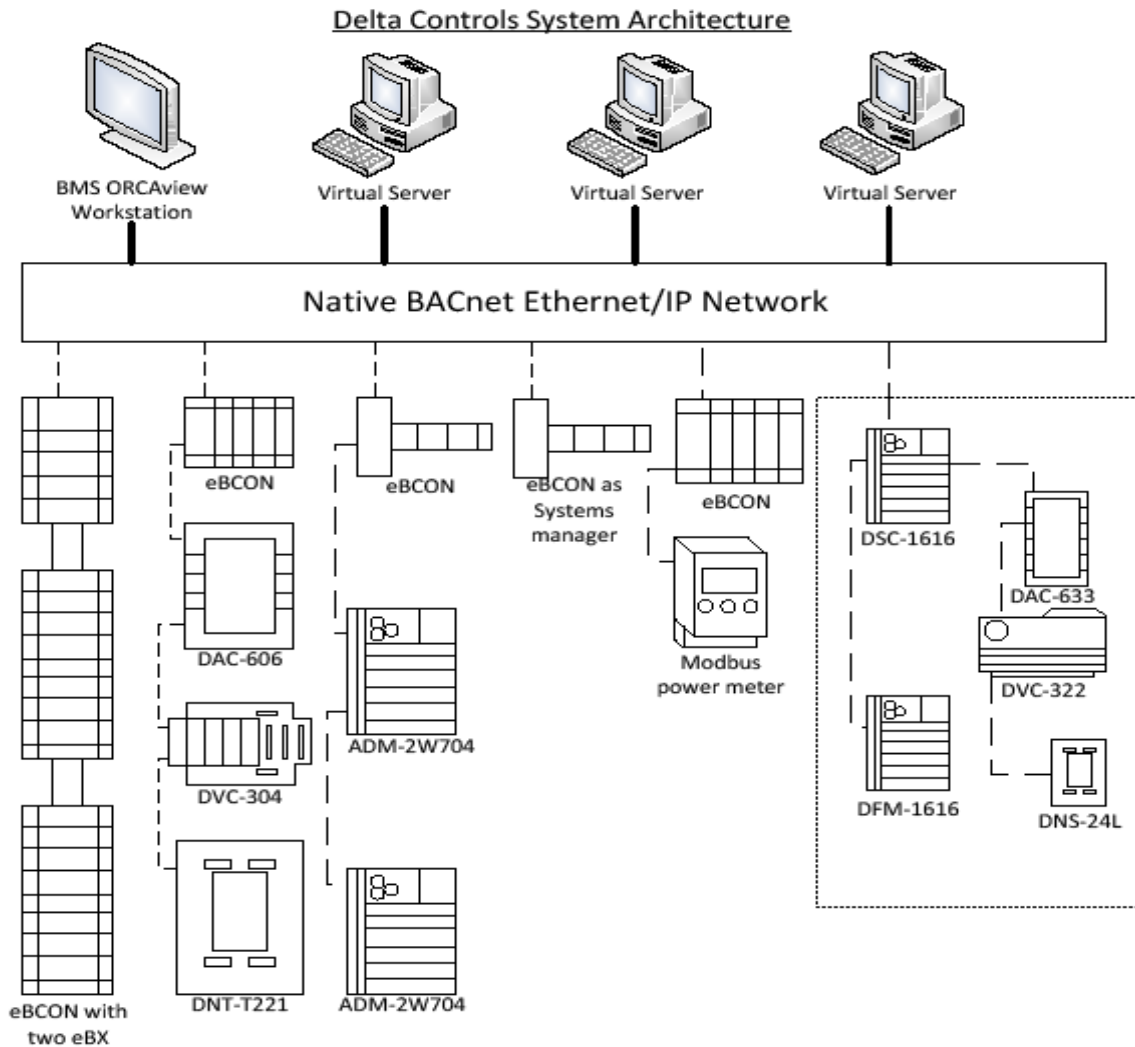 Delta Controls System Architecture
BMS ORCAview
Workstation
Virtual Server
Virtual Server
Virtual Server
Native BACnet Ethernet/IP Network
eBCON
eBCON
eBCON as
Systems
manager
eBCON
DSC-1616
DAC-633
DAC-606
Modbus
power meter
DVC-322
ADM-2W704
DVC-304
DFM-1616
DNS-24L
DNT-T221
ADM-2W704
eBCON with
two eBX